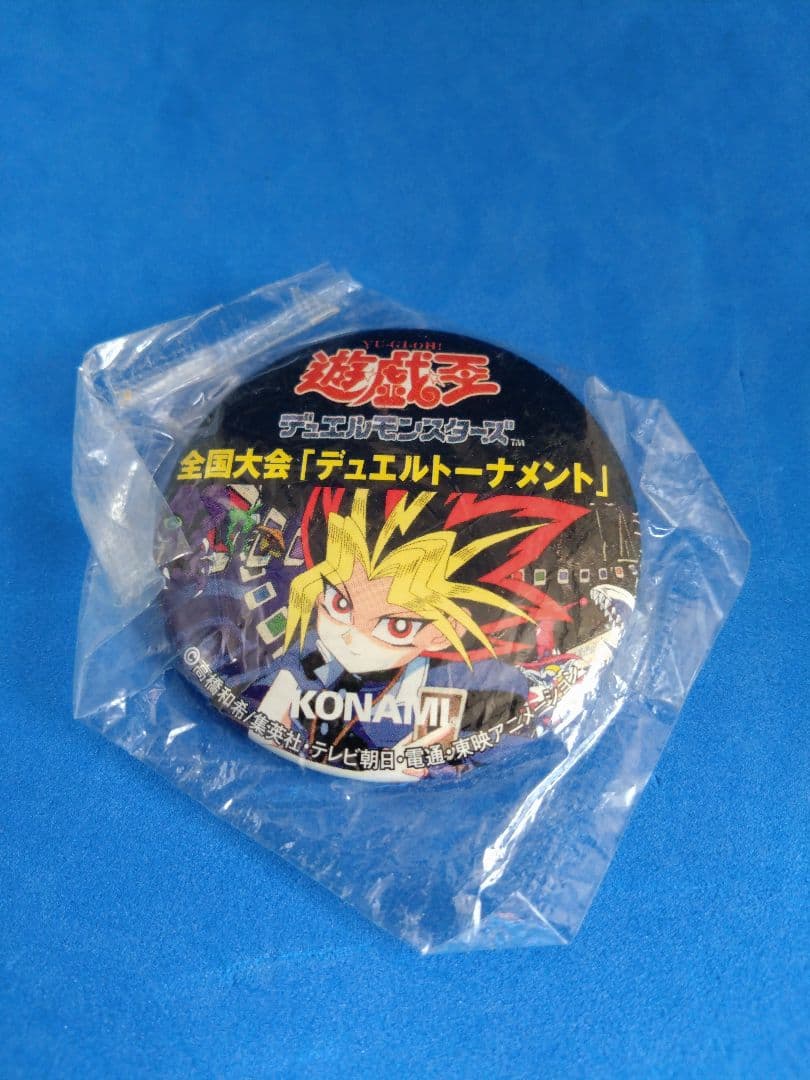 YU-GI-OH!
遊戯王
デュエルモンスターズ™
全国大会「デュエルトーナメント」
KONAMI
©高橋和希/集英社・テレビ朝日・電通・東映アニメーション